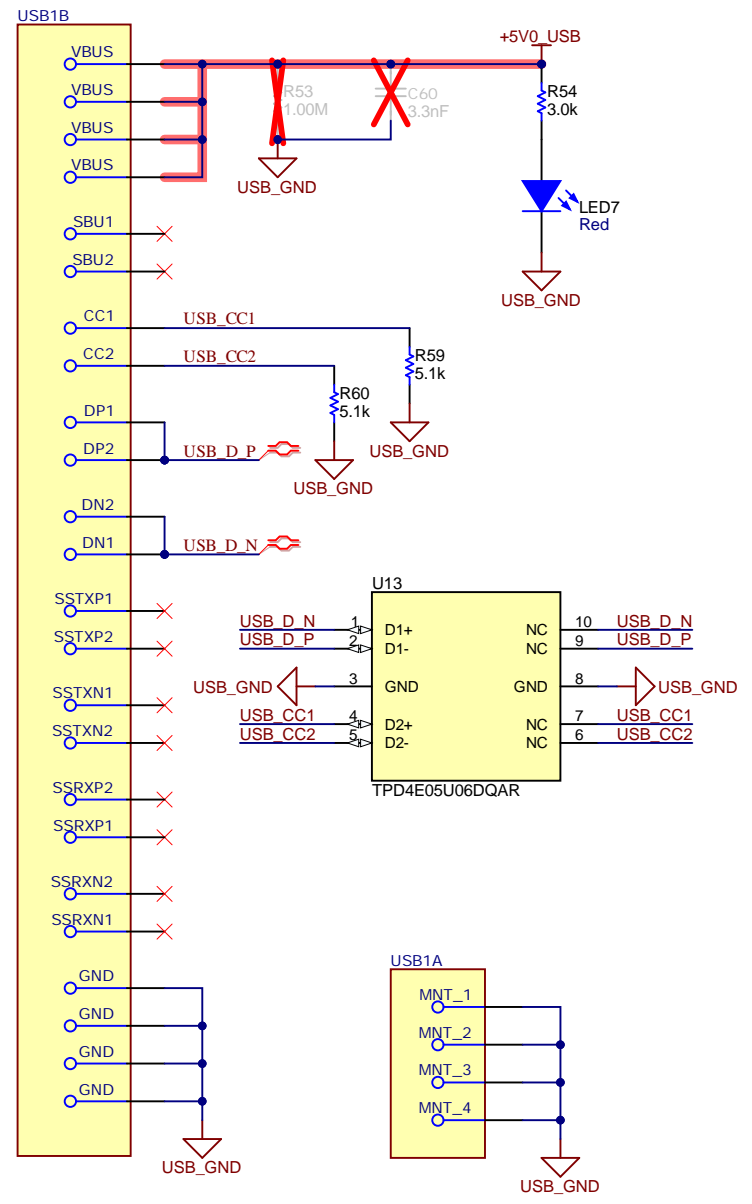 USB1B
VBUS
+5V0_USB
VBUS
R53
1.00M
C60
3.3nF
R54
3.0k
VBUS
VBUS
USB_GND
LED7
Red
SBU1
SBU2
USB_GND
CC1
USB_CC1
CC2
USB_CC2
R59
5.1k
R60
5.1k
DP1
DP2
USB_D_P
USB_GND
USB_GND
DN2
DN1
USB_D_N
U13
SSTXP1
SSTXP2
USB_D_N 1 D1+ NC 10 USB_D_N
USB_D_P 2 D1- NC 9 USB_D_P
USB_GND 3 GND GND 8 USB_GND
USB_CC1 4 D2+ NC 7 USB_CC1
USB_CC2 5 D2- NC 6 USB_CC2
TPD4E05U06DQAR
SSTXN1
SSTXN2
SSRXP2
SSRXP1
SSRXN2
SSRXN1
GND
GND
GND
GND
USB_GND
USB1A
MNT_1
MNT_2
MNT_3
MNT_4
USB_GND